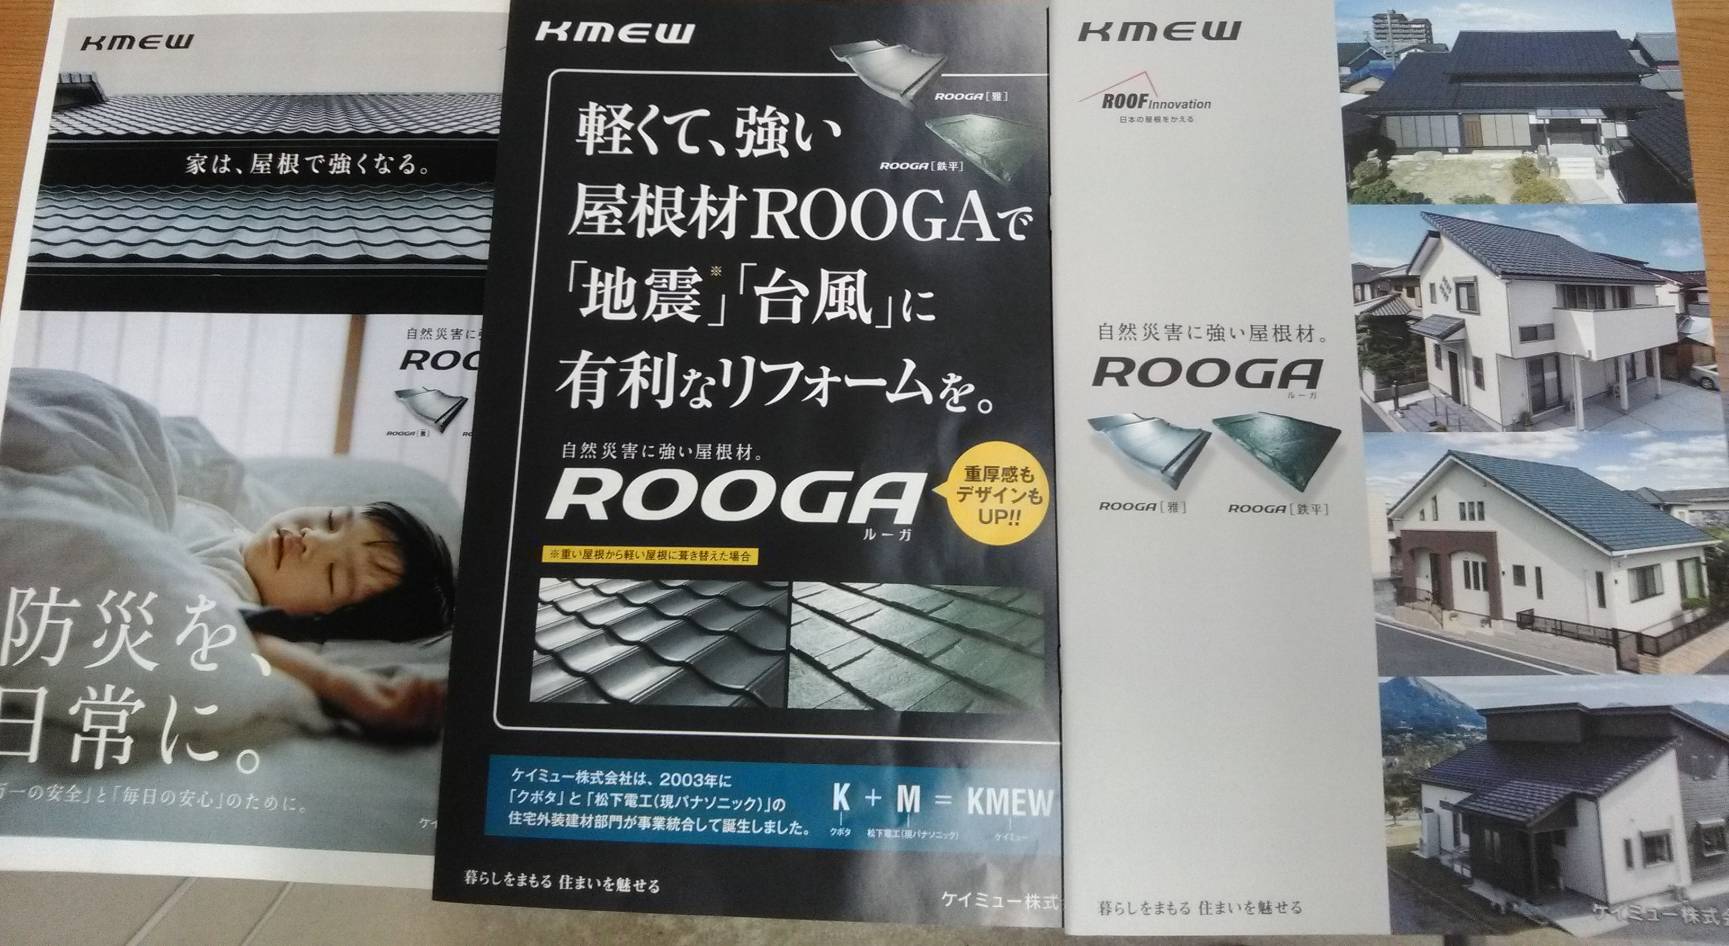 KMEW
家は、屋根で強くなる。
自然災害に
ROO
ROOGA[雅]
防災を、
日常に。
一の安全」と「毎日の安心」のために。
ケイ
KMEW
ROOGA[雅]
ROOGA[鉄平]
軽くて、強い
屋根材ROOGAで
「地震」※「台風」に
有利なリフォームを。
自然災害に強い屋根材。
ROOGA
ルーガ
重厚感も
デザインも
UP!!
※重い屋根から軽い屋根に葺き替えた場合
ケイミュー株式会社は、2003年に
「クボタ」と「松下電工(現パナソニック)」の
住宅外装建材部門が事業統合して誕生しました。
K + M = KMEW
クボタ 松下電工(現パナソニック) ケイミュー
暮らしをまもる 住まいを魅せる
ケイミュー株式
KMEW
ROOF Innovation
日本の屋根をかえる
自然災害に強い屋根材。
ROOGA
ルーガ
ROOGA[雅]
ROOGA[鉄平]
暮らしをまもる 住まいを魅せる
ケイミュー株式会